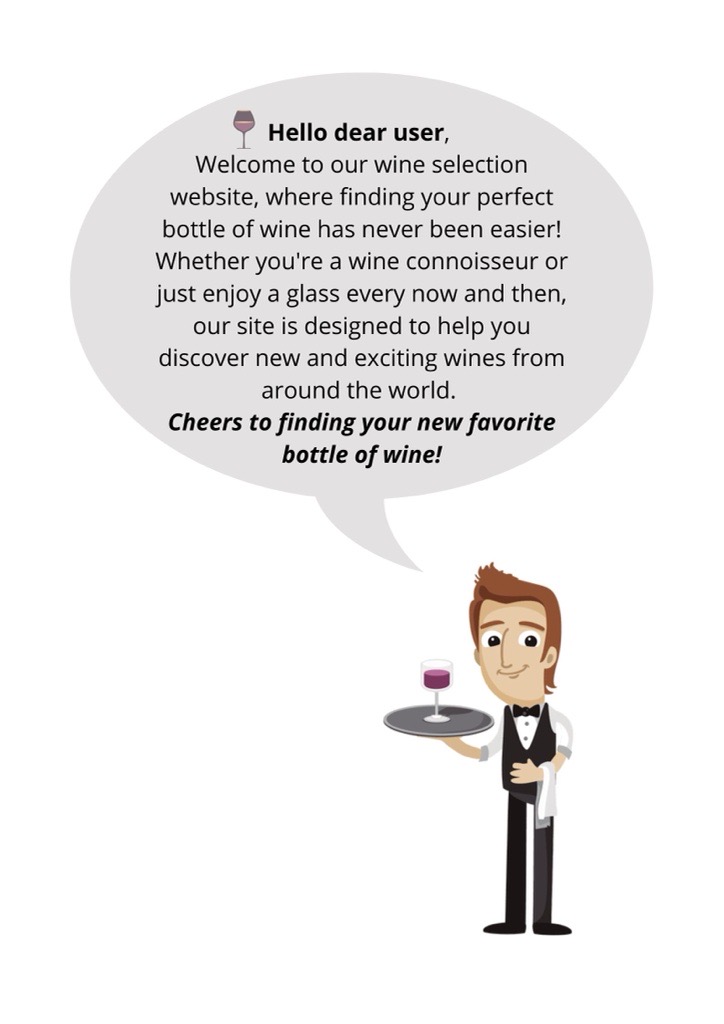 Hello dear user,
Welcome to our wine selection
website, where finding your perfect
bottle of wine has never been easier!
Whether you're a wine connoisseur or
just enjoy a glass every now and then,
our site is designed to help you
discover new and exciting wines from
around the world.
Cheers to finding your new favorite
bottle of wine!